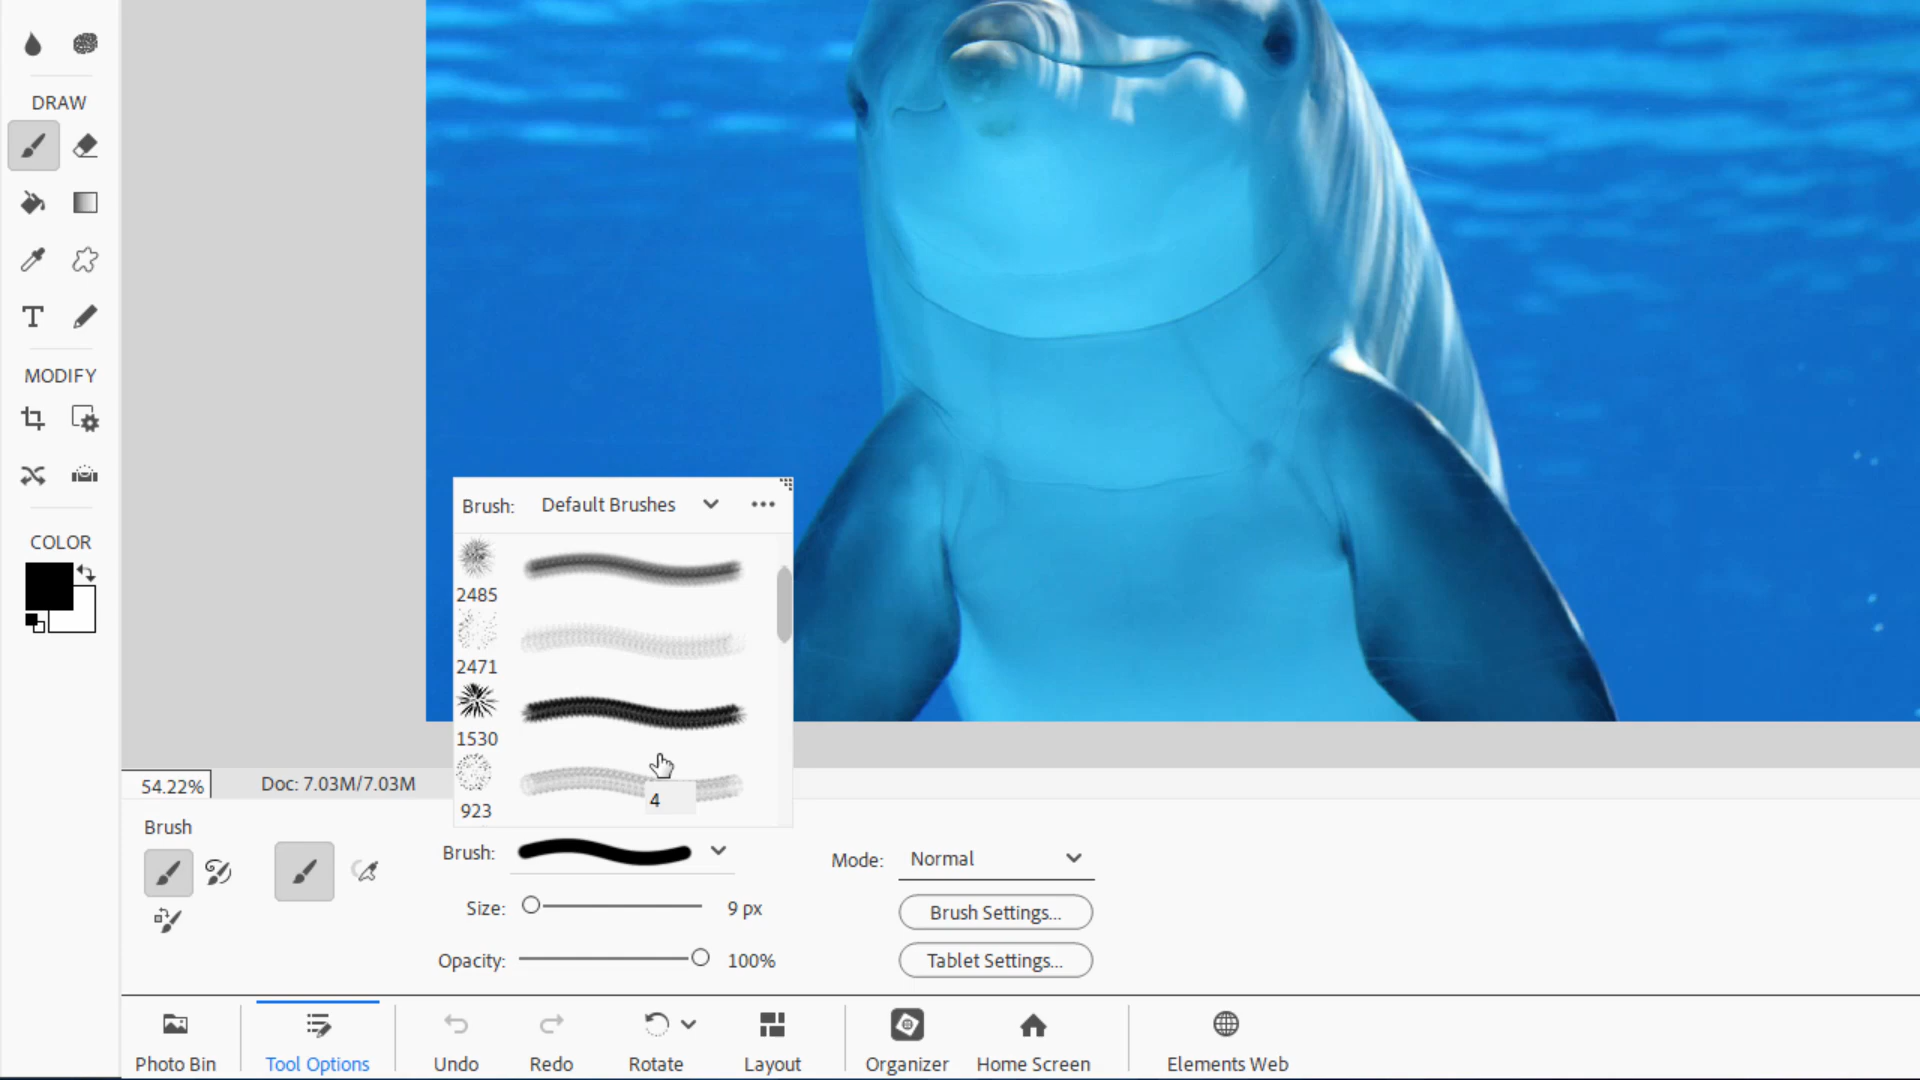 DRAW
MODIFY
COLOR
Brush: Default Brushes
2485
2471
1530
923
4
54.22% Doc: 7.03M/7.03M
Brush
Brush:
Size: 9 px
Opacity: 100%
Mode: Normal
Brush Settings...
Tablet Settings...
Photo Bin Tool Options Undo Redo Rotate Layout Organizer Home Screen Elements Web